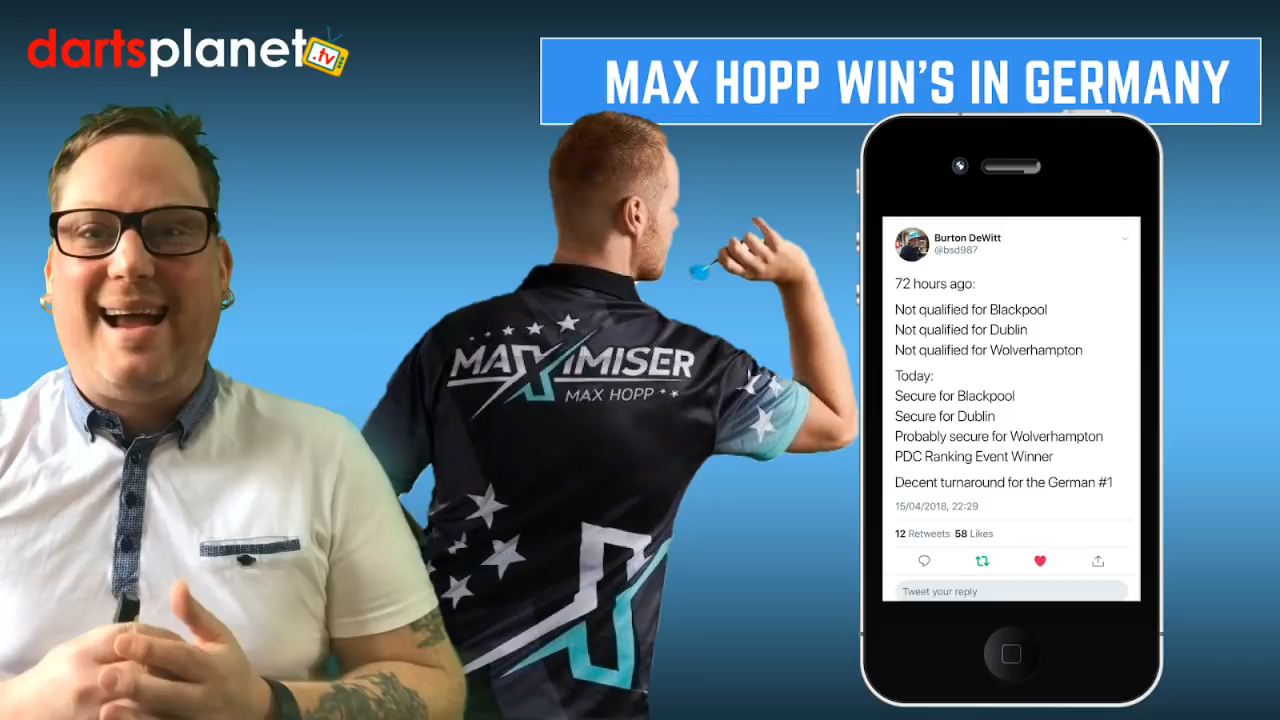 dartsplanet.tv
MAX HOPP WIN'S IN GERMANY
MAXIMISER
MAX HOPP
Burton DeWitt
@bsd987
72 hours ago:
Not qualified for Blackpool
Not qualified for Dublin
Not qualified for Wolverhampton
Today:
Secure for Blackpool
Secure for Dublin
Probably secure for Wolverhampton
PDC Ranking Event Winner
Decent turnaround for the German #1
15/04/2018, 22:29
12 Retweets 58 Likes
Tweet your reply